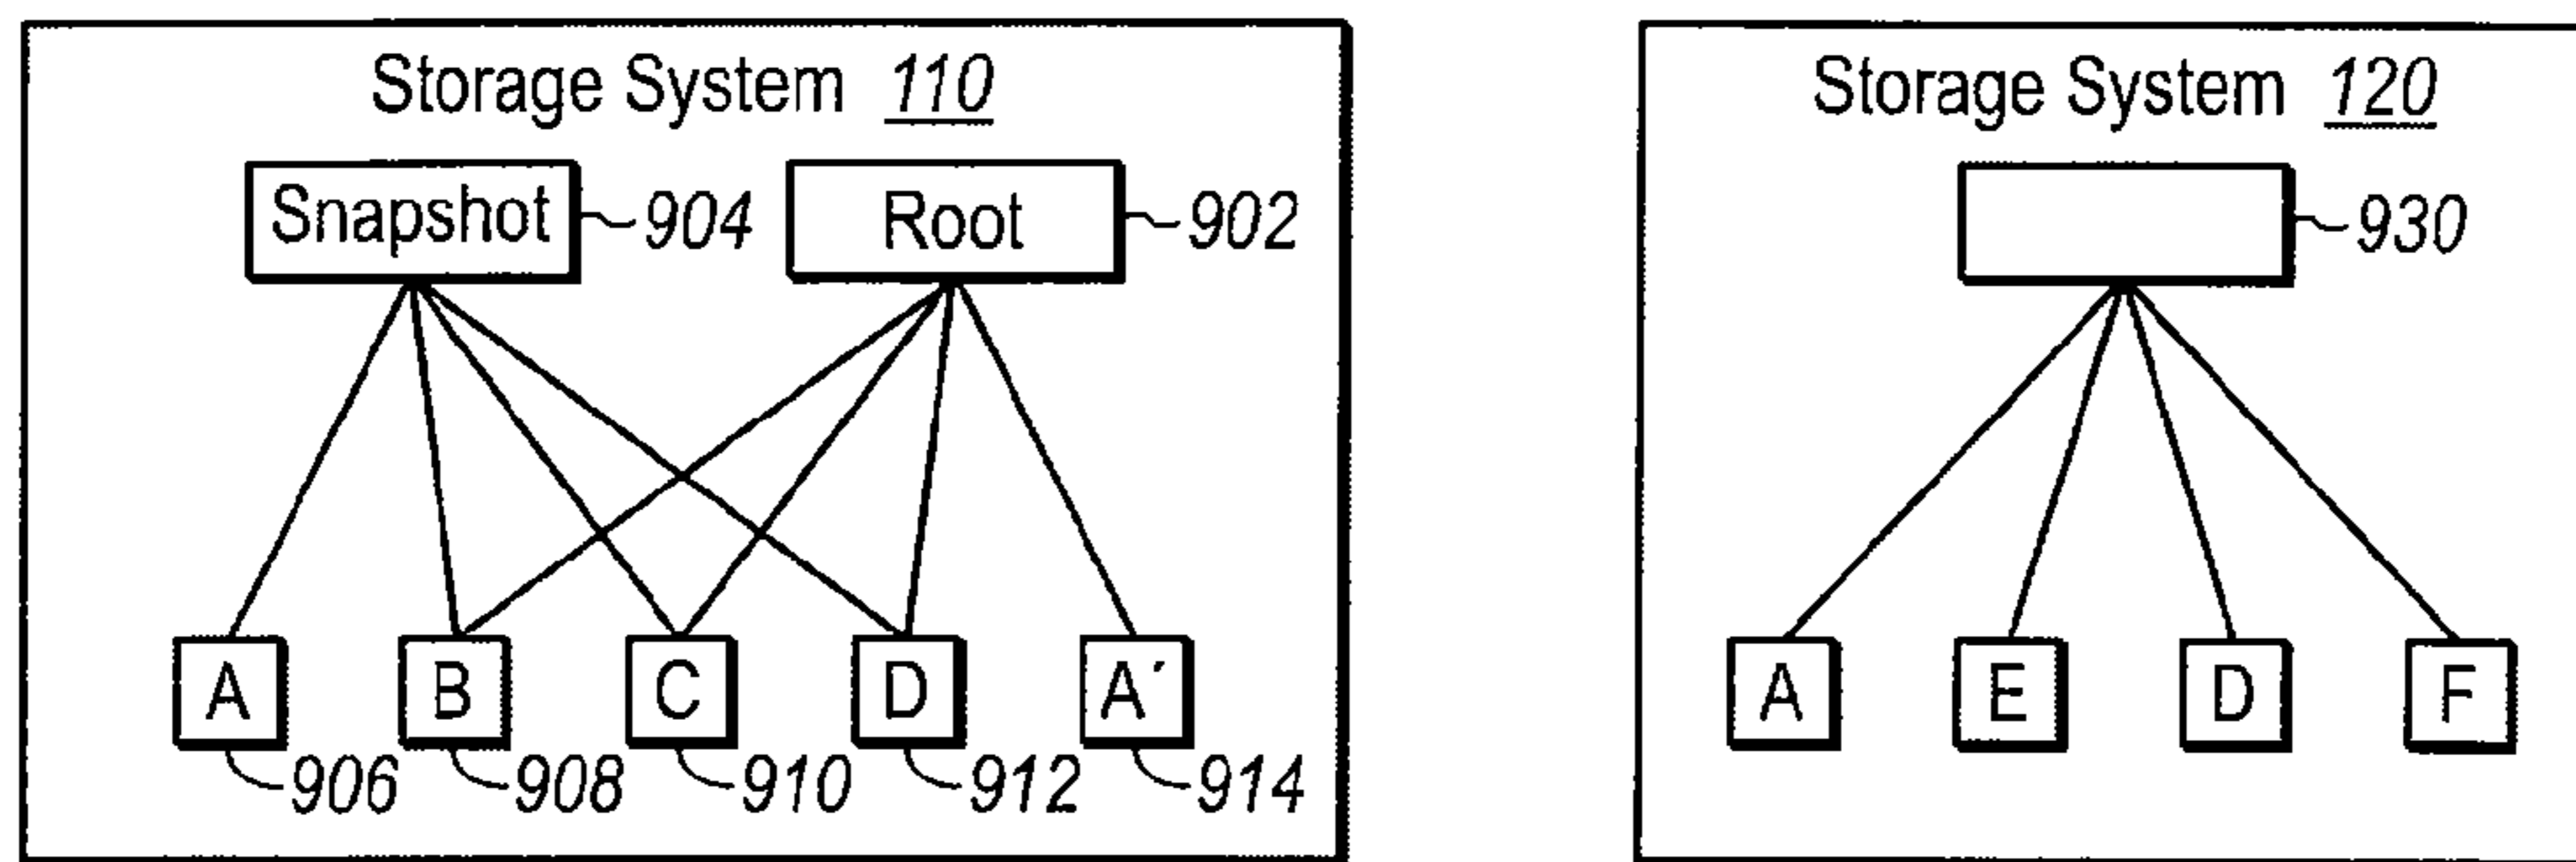 Storage System 110
Storage System 120
Snapshot
904
Root
902
930
A
B
C
D
A´
A
E
D
F
906
908
910
912
914